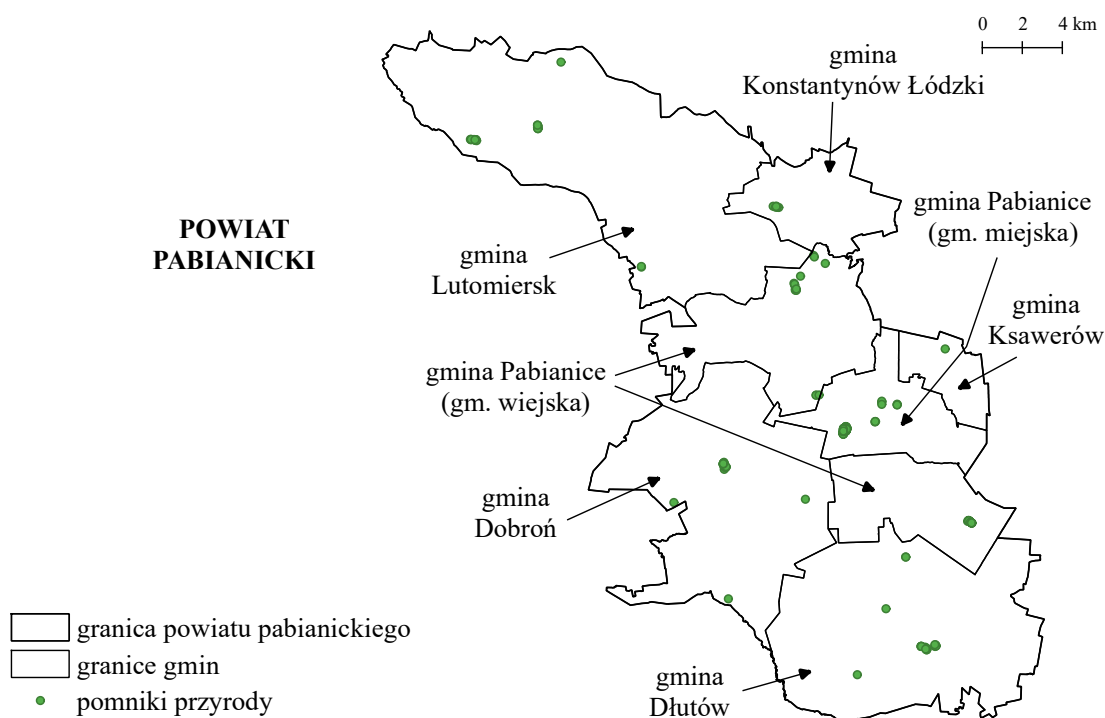 0 2 4 km
gmina
Konstantynów Łódzki
gmina Pabianice
(gm. miejska)
POWIAT
PABIANICKI
gmina
Lutomiersk
gmina
Ksawerów
gmina Pabianice
(gm. wiejska)
gmina
Dobroń
granica powiatu pabianickiego
granice gmin
pomniki przyrody
gmina
Dłutów